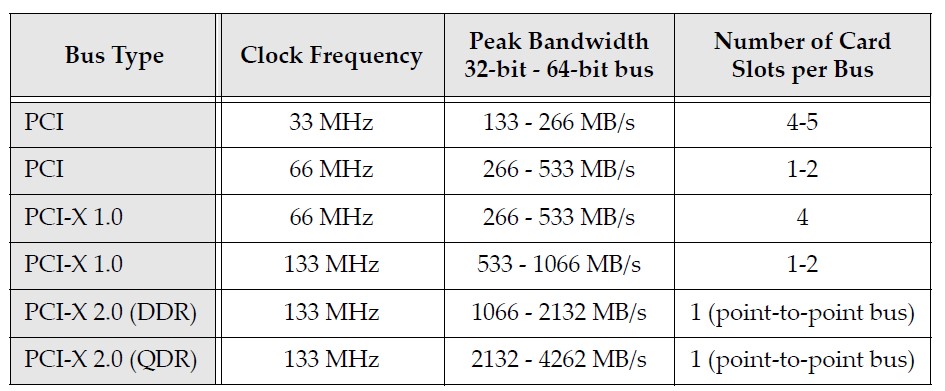 Bus Type Clock Frequency Peak Bandwidth 32-bit - 64-bit bus Number of Card Slots per Bus
PCI 33 MHz 133 - 266 MB/s 4-5
PCI 66 MHz 266 - 533 MB/s 1-2
PCI-X 1.0 66 MHz 266 - 533 MB/s 4
PCI-X 1.0 133 MHz 533 - 1066 MB/s 1-2
PCI-X 2.0 (DDR) 133 MHz 1066 - 2132 MB/s 1 (point-to-point bus)
PCI-X 2.0 (QDR) 133 MHz 2132 - 4262 MB/s 1 (point-to-point bus)